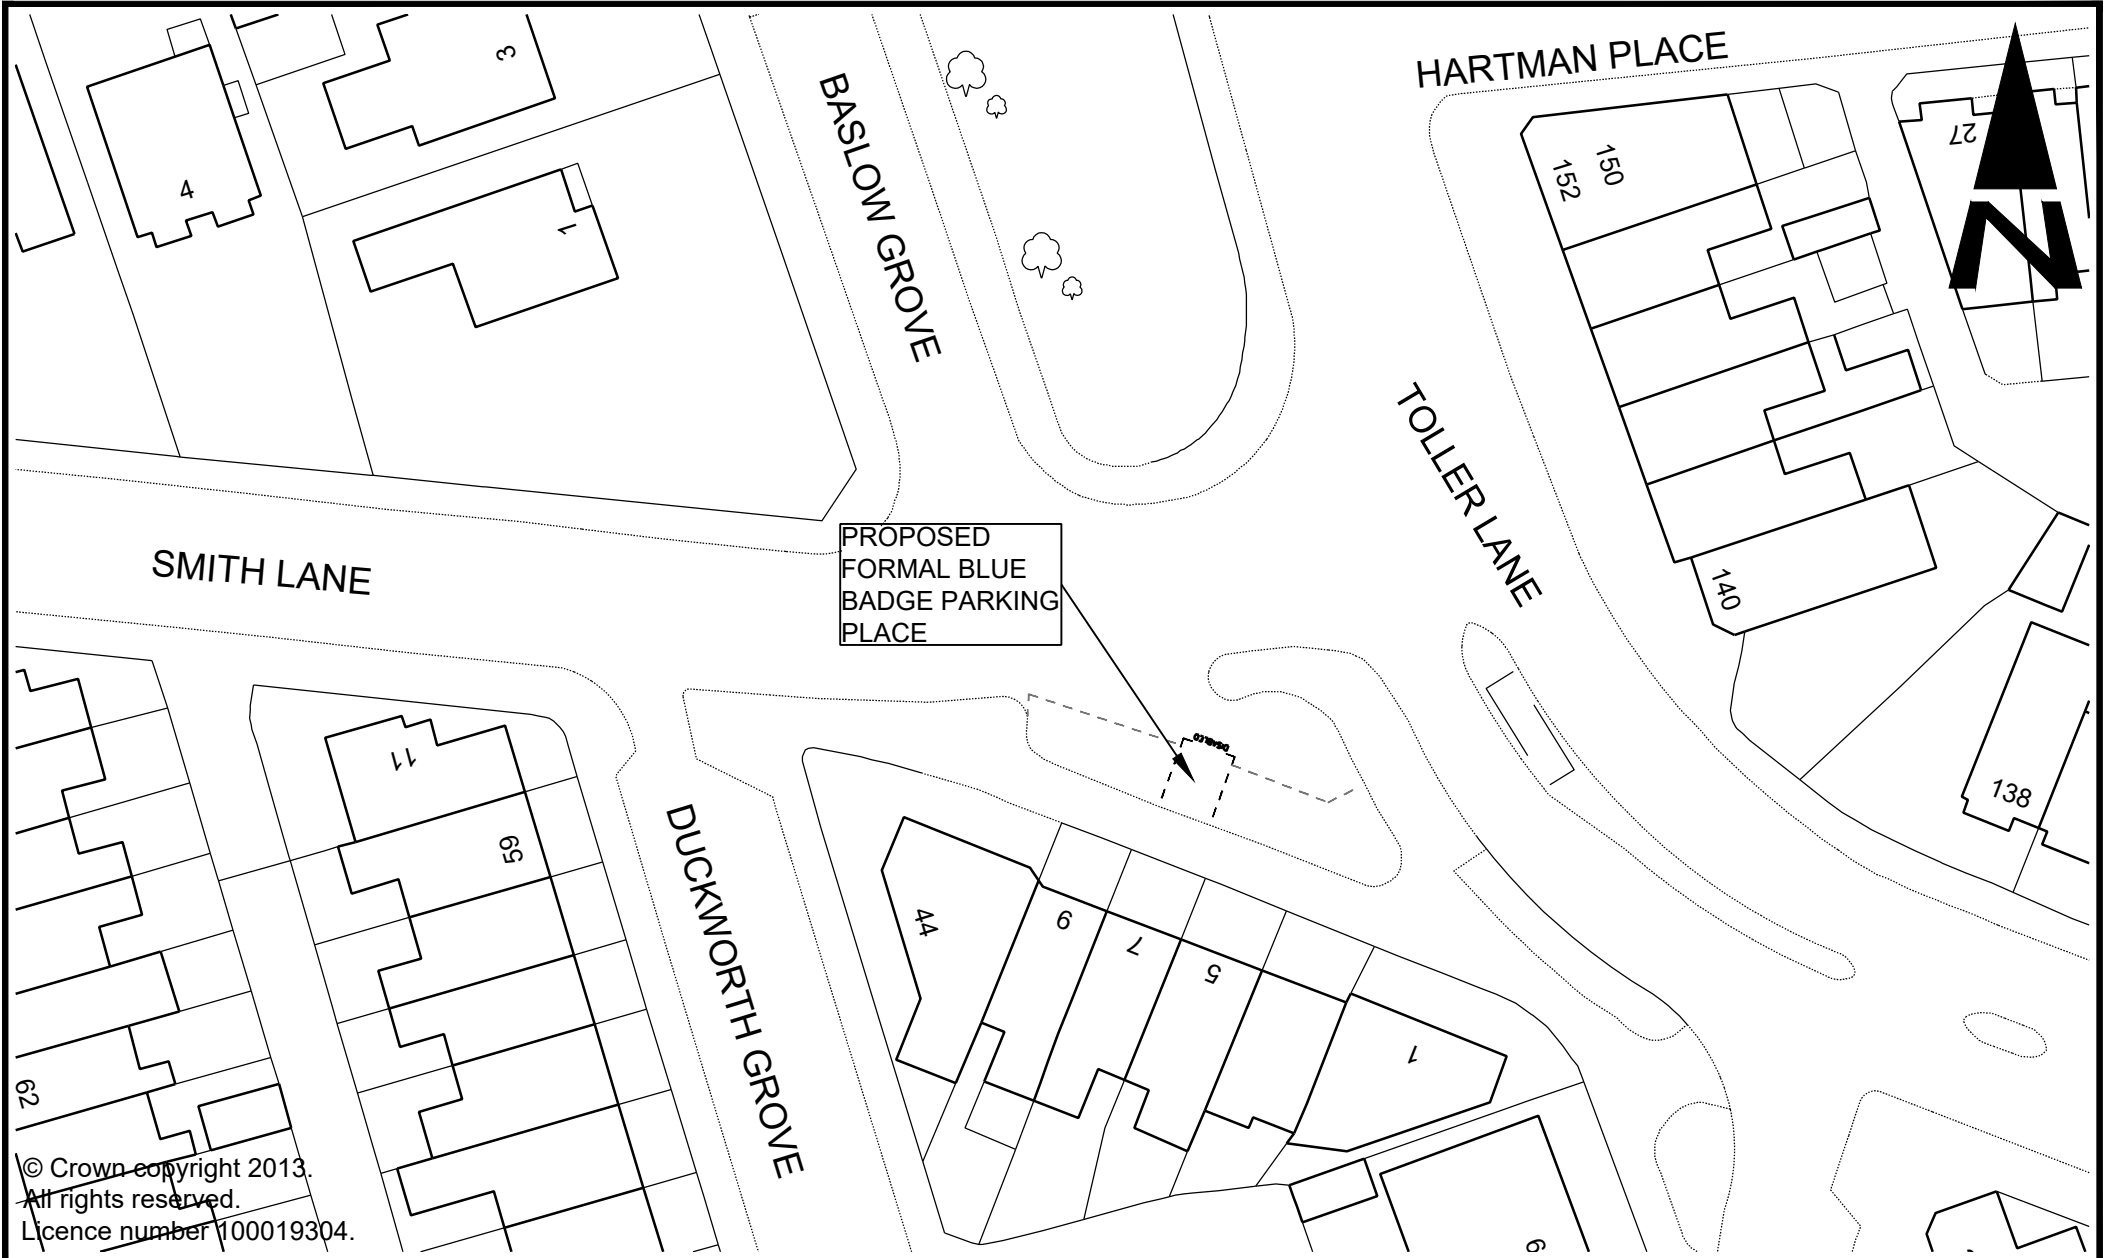 HARTMAN PLACE
3
BASLOW GROVE
150
152
27
4
1
N
TOLLER LANE
PROPOSED
FORMAL BLUE
BADGE PARKING
PLACE
SMITH LANE
140
DISABLED
11
138
59
DUCKWORTH GROVE
44
9
7
5
1
62
© Crown copyright 2013.
All rights reserved.
Licence number 100019304.